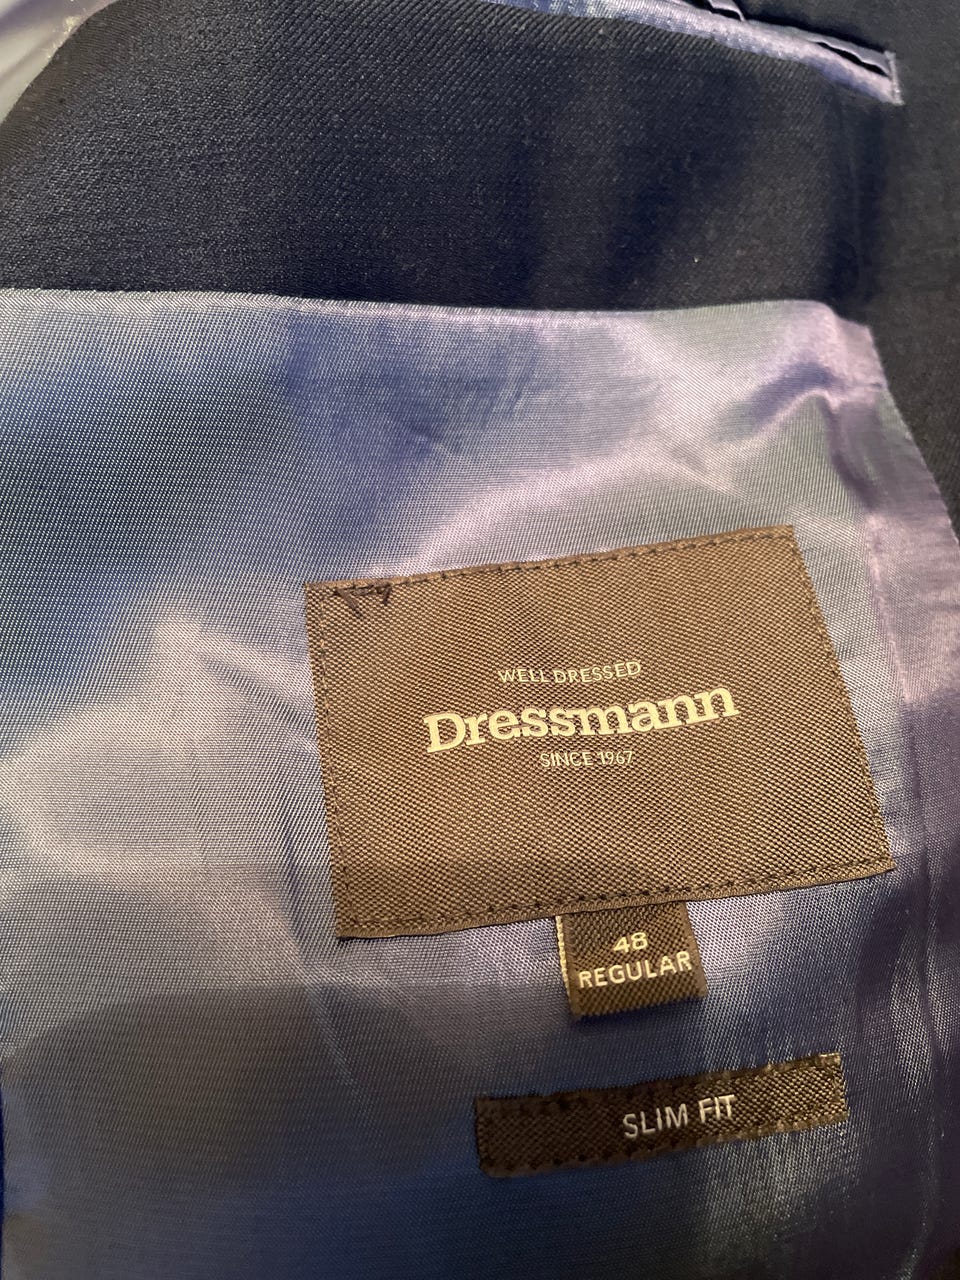 WELL DRESSED
Dressmann
SINCE 1967
48
REGULAR
SLIM FIT